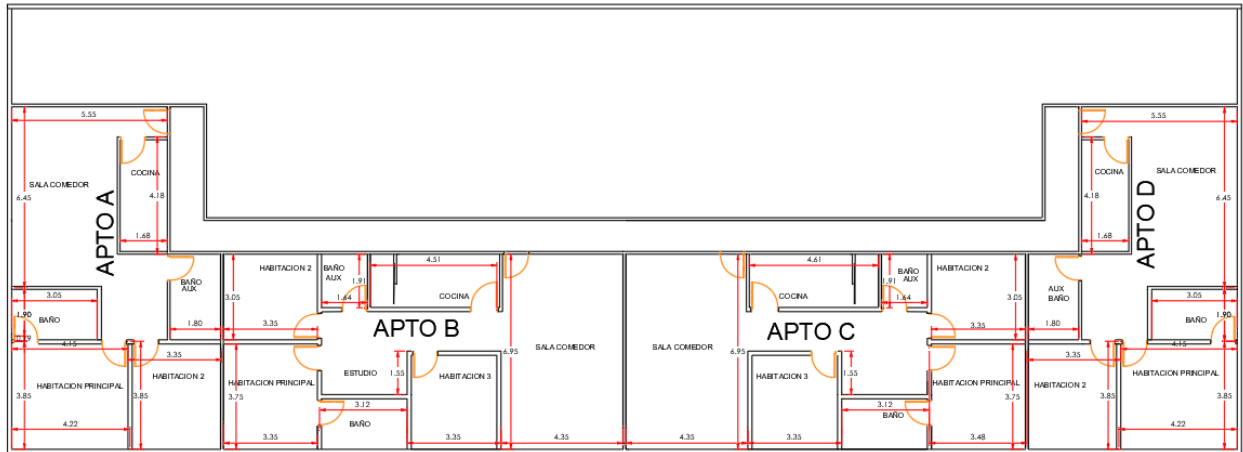 5.55
SALA COMEDOR
6.45
APTO A
COCINA
4.18
1.68
3.05
1.90
BAÑO
4.15
HABITACION PRINCIPAL
3.85
4.22
BAÑO
AUX
1.80
3.35
HABITACION 2
3.85
HABITACION 2
3.05
3.35
BAÑO
AUX
1.91
1.64
4.51
COCINA
APTO B
HABITACION PRINCIPAL
3.75
3.35
ESTUDIO
1.55
3.12
BAÑO
HABITACION 3
3.35
SALA COMEDOR
6.95
4.35
SALA COMEDOR
6.95
4.35
4.61
COCINA
APTO C
BAÑO
AUX
1.91
1.64
HABITACION 2
3.05
3.35
HABITACION 3
3.35
1.55
3.12
BAÑO
HABITACION PRINCIPAL
3.75
3.48
5.55
COCINA
4.18
1.68
SALA COMEDOR
6.45
APTO D
AUX
BAÑO
1.80
3.35
HABITACION 2
3.85
3.05
1.90
BAÑO
4.15
HABITACION PRINCIPAL
3.85
4.22